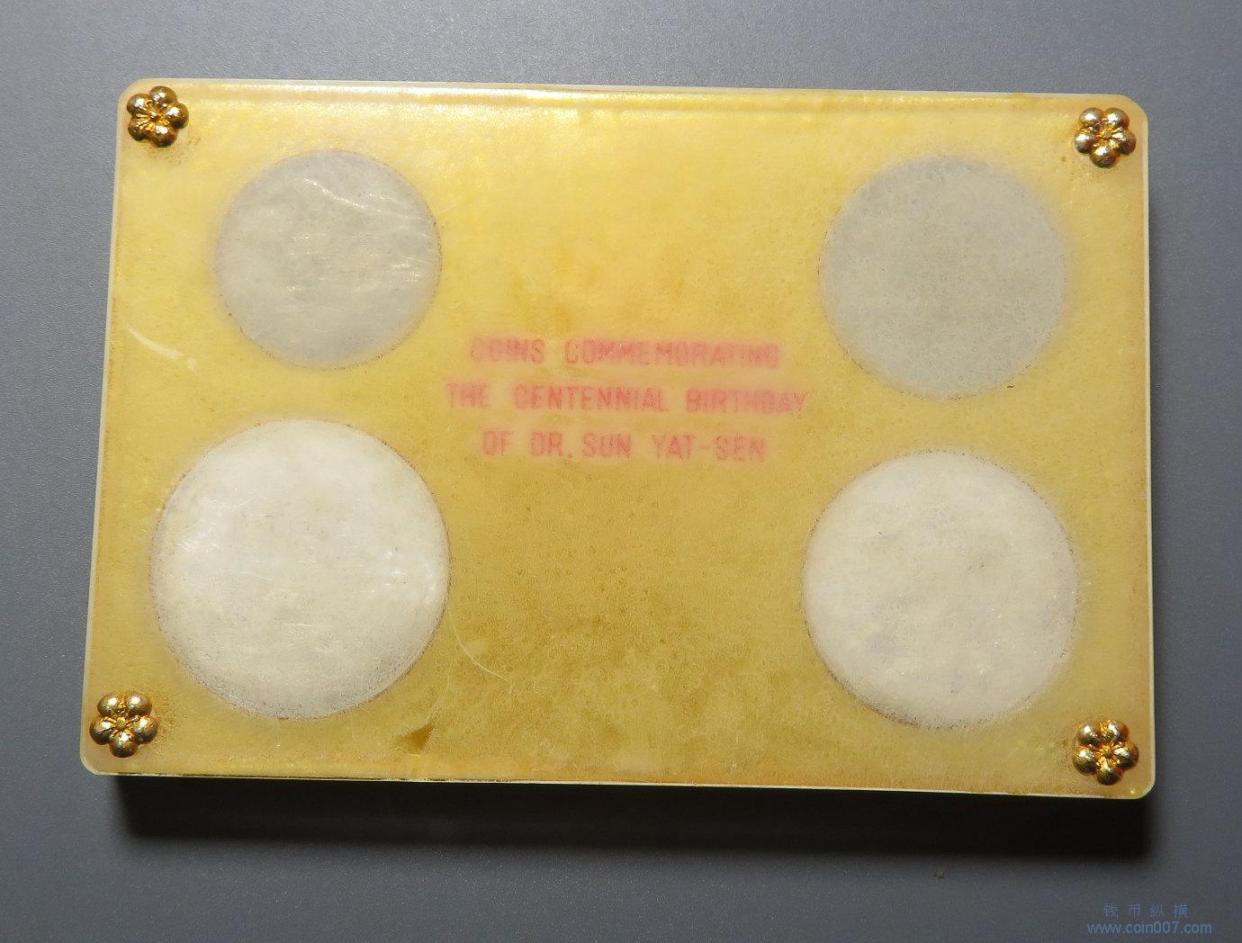 COINS COMMEMORATING
THE CENTENNIAL BIRTHDAY
OF DR. SUN YAT-SEN
钱币纵横
www.coin007.com